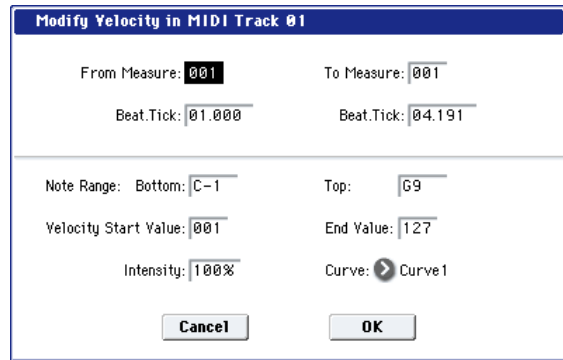 Modify Velocity in MIDI Track 01
From Measure: 001 To Measure: 001
Beat.Tick: 01.000 Beat.Tick: 04.191
Note Range: Bottom: C-1 Top: G9
Velocity Start Value: 001 End Value: 127
Intensity: 100% Curve: Curve1
Cancel OK